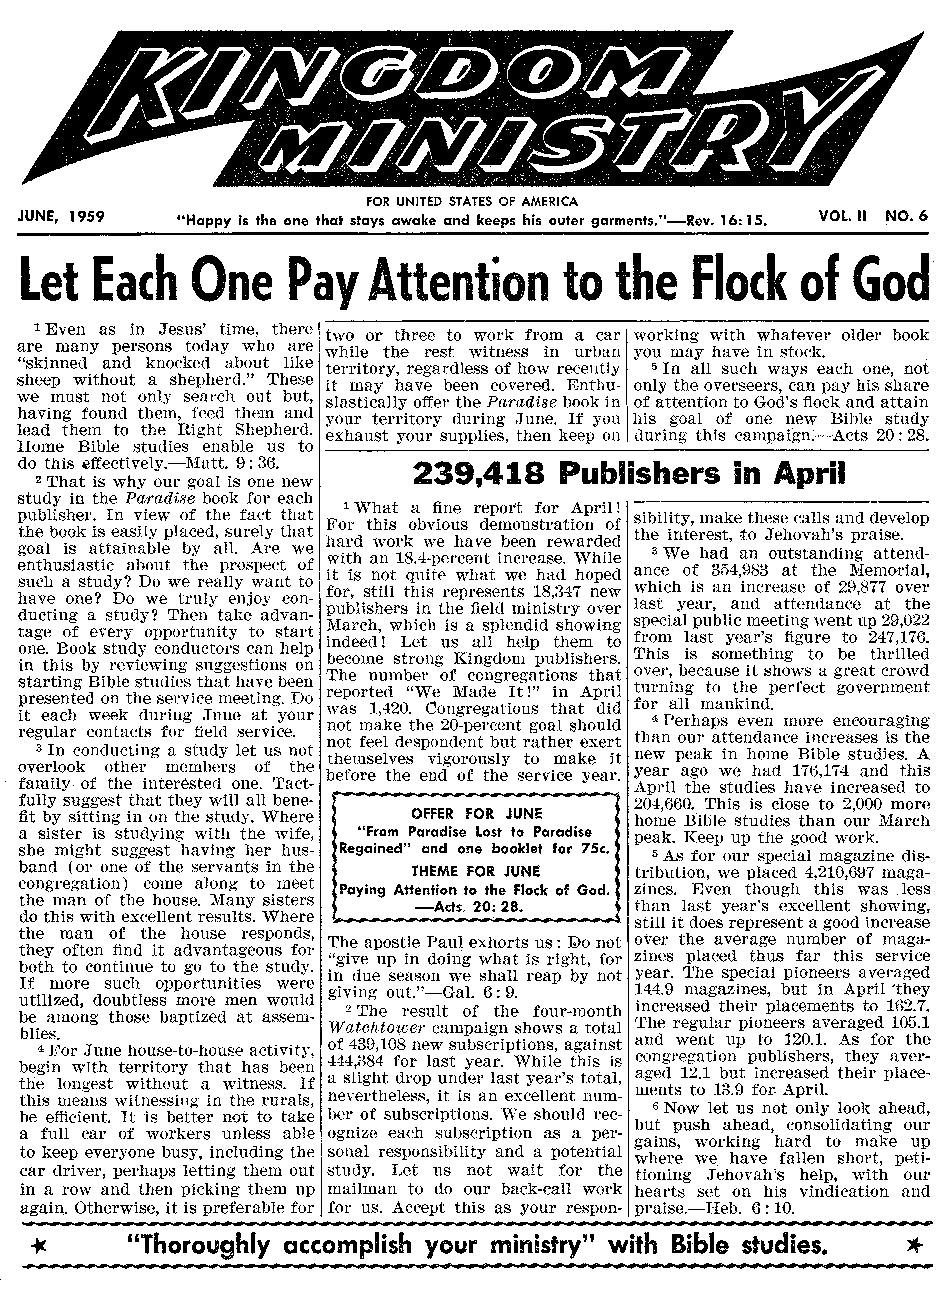 KINGDOM
MINISTRY
FOR UNITED STATES OF AMERICA
JUNE, 1959
"Happy is the one that stays awake and keeps his outer garments."—Rev. 16:15.
VOL. II NO. 6
Let Each One Pay Attention to the Flock of God
1 Even as in Jesus' time, there
are many persons today who are
"skinned and knocked about like
sheep without a shepherd." These
we must not only search out but,
having found them, feed them and
lead them to the Right Shepherd.
Home Bible studies enable us to
do this effectively.—Matt. 9:36.
2 That is why our goal is one new
study in the Paradise book for each
publisher. In view of the fact that
the book is easily placed, surely that
goal is attainable by all. Are we
enthusiastic about the prospect of
such a study? Do we really want to
have one? Do we truly enjoy con-
ducting a study? Then take advan-
tage of every opportunity to start
one. Book study conductors can help
in this by reviewing suggestions on
starting Bible studies that have been
presented on the service meeting. Do
it each week during June at your
regular contacts for field service.
3 In conducting a study let us not
overlook other members of the
family of the interested one. Tact-
fully suggest that they will all bene-
fit by sitting in on the study. Where
a sister is studying with the wife,
she might suggest having her hus-
band (or one of the servants in the
congregation) come along to meet
the man of the house. Many sisters
do this with excellent results. Where
the man of the house responds,
they often find it advantageous for
both to continue to go to the study.
If more such opportunities were
utilized, doubtless more men would
be among those baptized at assem-
blies.
4 For June house-to-house activity,
begin with territory that has been
the longest without a witness. If
this means witnessing in the rurals,
be efficient. It is better not to take
a full car of workers unless able
to keep everyone busy, including the
car driver, perhaps letting them out
in a row and then picking them up
again. Otherwise, it is preferable for
two or three to work from a car
while the rest witness in urban
territory, regardless of how recently
it may have been covered. Enthu-
siastically offer the Paradise book in
your territory during June. If you
exhaust your supplies, then keep on
working with whatever older book
you may have in stock.
5 In all such ways each one, not
only the overseers, can pay his share
of attention to God's flock and attain
his goal of one new Bible study
during this campaign.—Acts 20:28.
239,418 Publishers in April
1 What a fine report for April!
For this obvious demonstration of
hard work we have been rewarded
with an 18.4-percent increase. While
it is not quite what we had hoped
for, still this represents 18,347 new
publishers in the field ministry over
March, which is a splendid showing
indeed! Let us all help them to
become strong Kingdom publishers.
The number of congregations that
reported "We Made It!" in April
was 1,420. Congregations that did
not make the 20-percent goal should
not feel despondent but rather exert
themselves vigorously to make it
before the end of the service year.
OFFER FOR JUNE
"From Paradise Lost to Paradise
Regained" and one booklet for 75c.
THEME FOR JUNE
Paying Attention to the Flock of God.
—Acts. 20:28.
The apostle Paul exhorts us: Do not
"give up in doing what is right, for
in due season we shall reap by not
giving out."—Gal. 6:9.
2 The result of the four-month
Watchtower campaign shows a total
of 439,108 new subscriptions, against
444,384 for last year. While this is
a slight drop under last year's total,
nevertheless, it is an excellent num-
ber of subscriptions. We should rec-
ognize each subscription as a per-
sonal responsibility and a potential
study. Let us not wait for the
mailman to do our back-call work
for us. Accept this as your respon-
sibility, make these calls and develop
the interest, to Jehovah's praise.
3 We had an outstanding attend-
ance of 354,983 at the Memorial,
which is an increase of 29,877 over
last year, and attendance at the
special public meeting went up 29,022
from last year's figure to 247,176.
This is something to be thrilled
over, because it shows a great crowd
turning to the perfect government
for all mankind.
4 Perhaps even more encouraging
than our attendance increases is the
new peak in home Bible studies. A
year ago we had 176,174 and this
April the studies have increased to
204,660. This is close to 2,000 more
home Bible studies than our March
peak. Keep up the good work.
5 As for our special magazine dis-
tribution, we placed 4,210,697 maga-
zines. Even though this was less
than last year's excellent showing,
still it does represent a good increase
over the average number of maga-
zines placed thus far this service
year. The special pioneers averaged
144.9 magazines, but in April they
increased their placements to 162.7.
The regular pioneers averaged 105.1
and went up to 120.1. As for the
congregation publishers, they aver-
aged 12.1 but increased their place-
ments to 13.9 for April.
6 Now let us not only look ahead,
but push ahead, consolidating our
gains, working hard to make up
where we have fallen short, peti-
tioning Jehovah's help, with our
hearts set on his vindication and
praise.—Heb. 6:10.
"Thoroughly accomplish your ministry" with Bible studies.